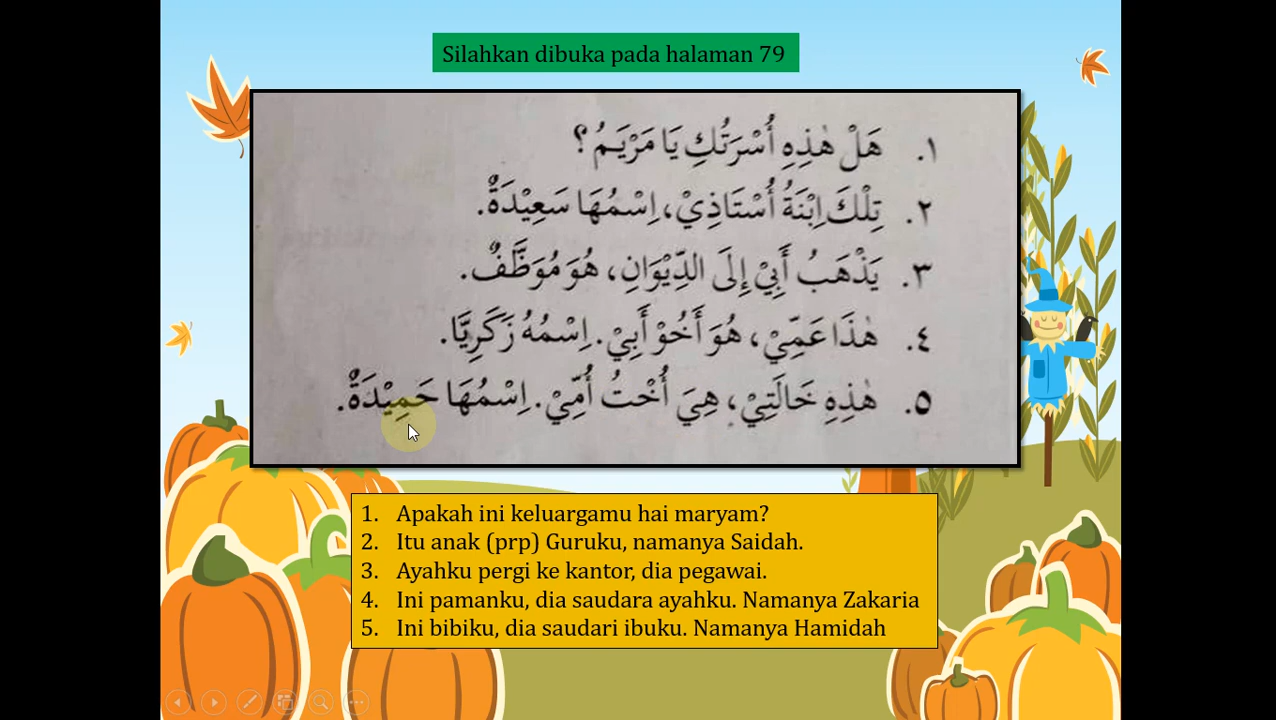 Silahkan dibuka pada halaman 79
١. هَلْ هٰذِهِ أُسْرَتُكِ يَا مَرْيَمُ؟
٢. تِلْكَ اِبْنَةُ أُسْتَاذِيْ، اِسْمُهَا سَعِيْدَةٌ.
٣. يَذْهَبُ أَبِيْ إِلَى الدِّيْوَانِ، هُوَ مُوَظَّفٌ.
٤. هٰذَا عَمِّيْ، هُوَ أَخُوْ أَبِيْ. اِسْمُهُ زَكَرِيَّا.
٥. هٰذِهِ خَالَتِيْ، هِيَ أُخْتُ أُمِّيْ. اِسْمُهَا حَمِيْدَةٌ.
1. Apakah ini keluargamu hai maryam?
2. Itu anak (prp) Guruku, namanya Saidah.
3. Ayahku pergi ke kantor, dia pegawai.
4. Ini pamanku, dia saudara ayahku. Namanya Zakaria
5. Ini bibiku, dia saudari ibuku. Namanya Hamidah